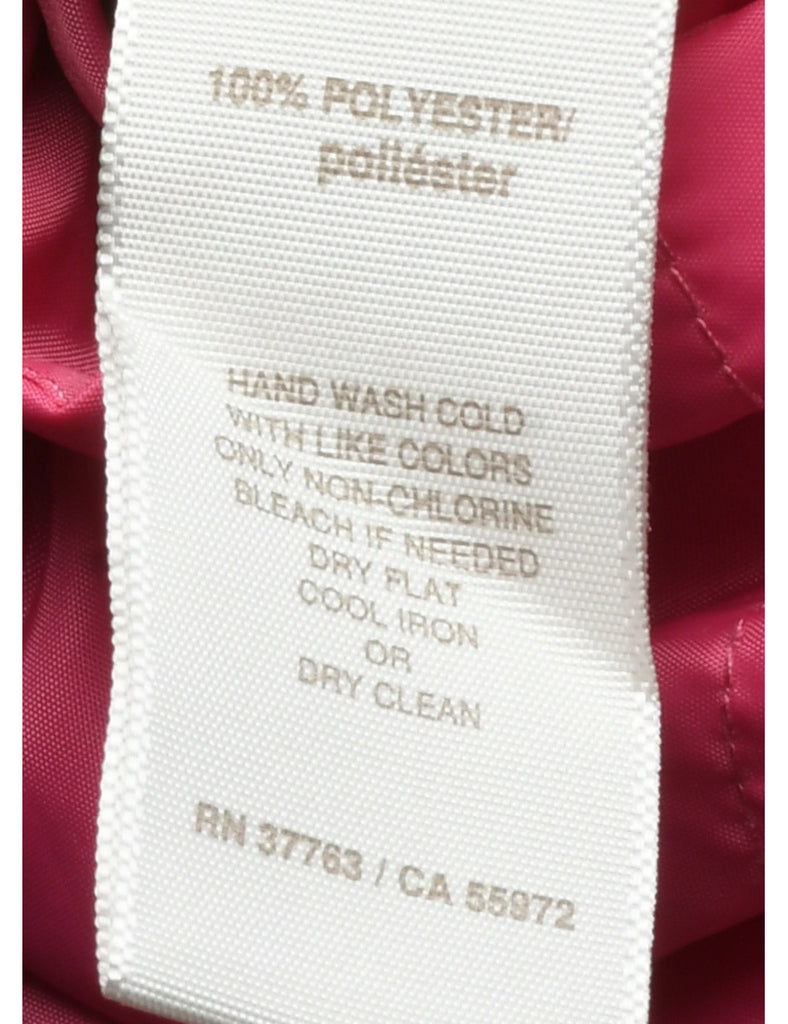 100% POLYESTER/
poliéster
HAND WASH COLD
WITH LIKE COLORS
ONLY NON-CHLORINE
BLEACH IF NEEDED
DRY FLAT
COOL IRON
OR
DRY CLEAN
RN 37763 / CA 55972